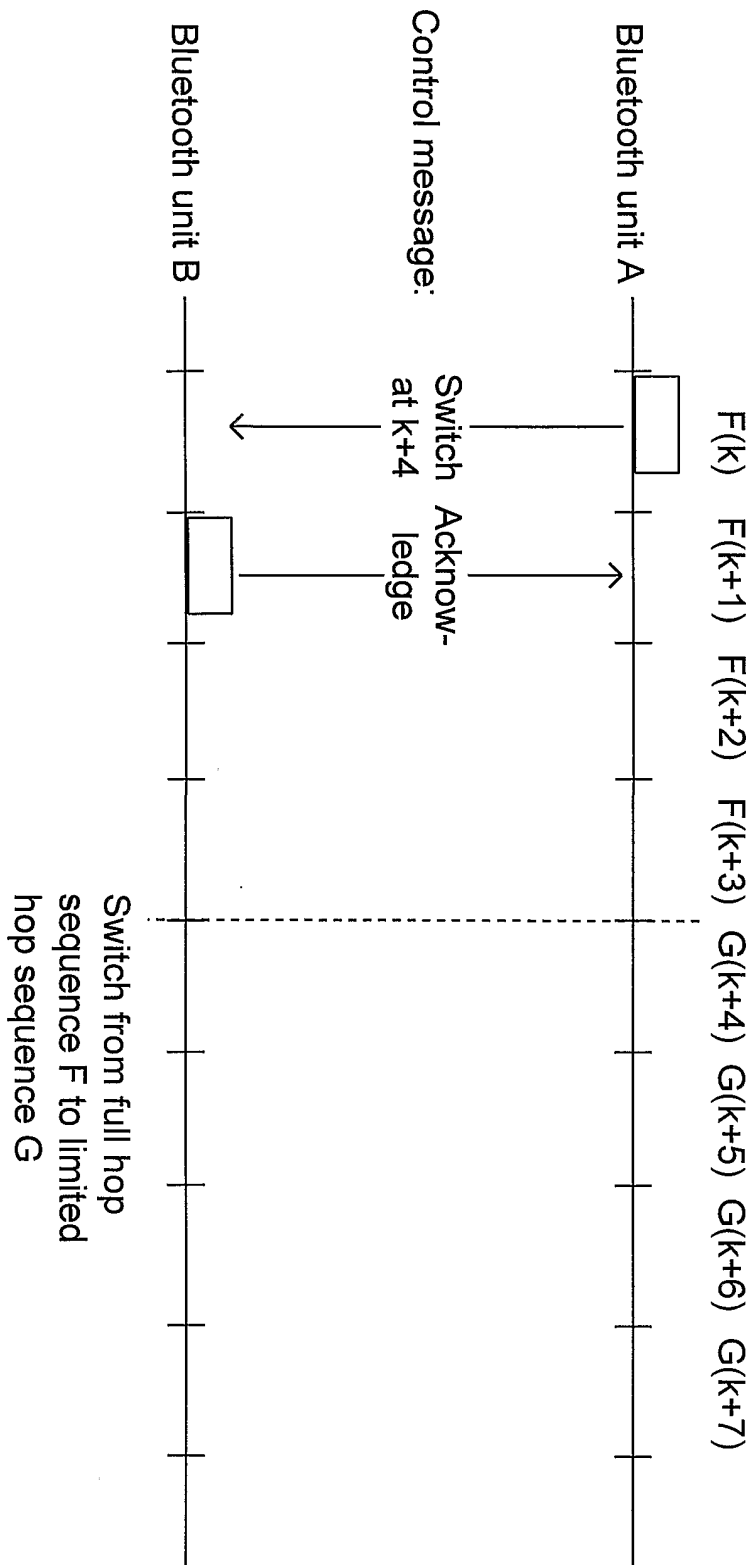 F(k) F(k+1) F(k+2) F(k+3) G(k+4) G(k+5) G(k+6) G(k+7)
Bluetooth unit A
Control message:
Switch Acknow-
at k+4 ledge
Bluetooth unit B
Switch from full hop
sequence F to limited
hop sequence G